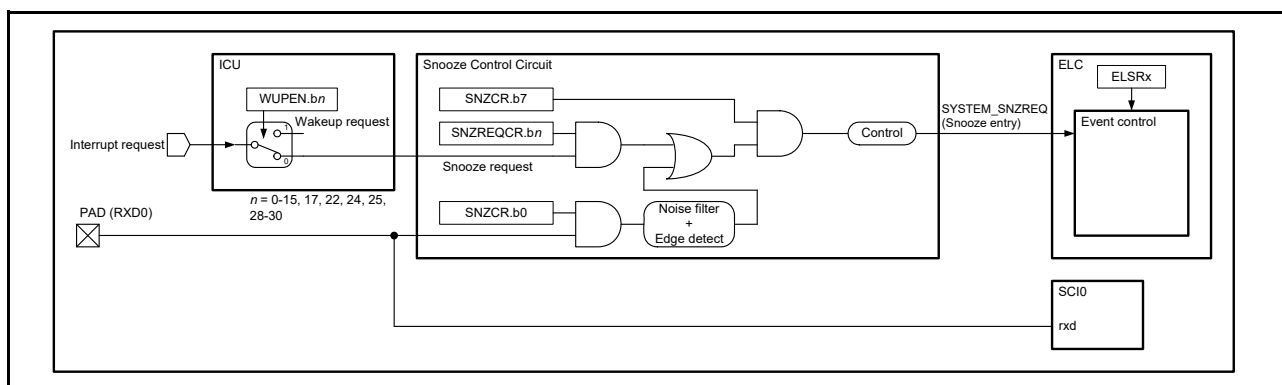 ICU
WUPEN.bn
1
Wakeup request
0
Interrupt request
n = 0-15, 17, 22, 24, 25,
28-30
PAD (RXD0)
Snooze Control Circuit
SNZCR.b7
SNZREQCR.bn
Snooze request
SNZCR.b0
Noise filter
+
Edge detect
Control
SYSTEM_SNZREQ
(Snooze entry)
ELC
ELSRx
Event control
SCI0
rxd